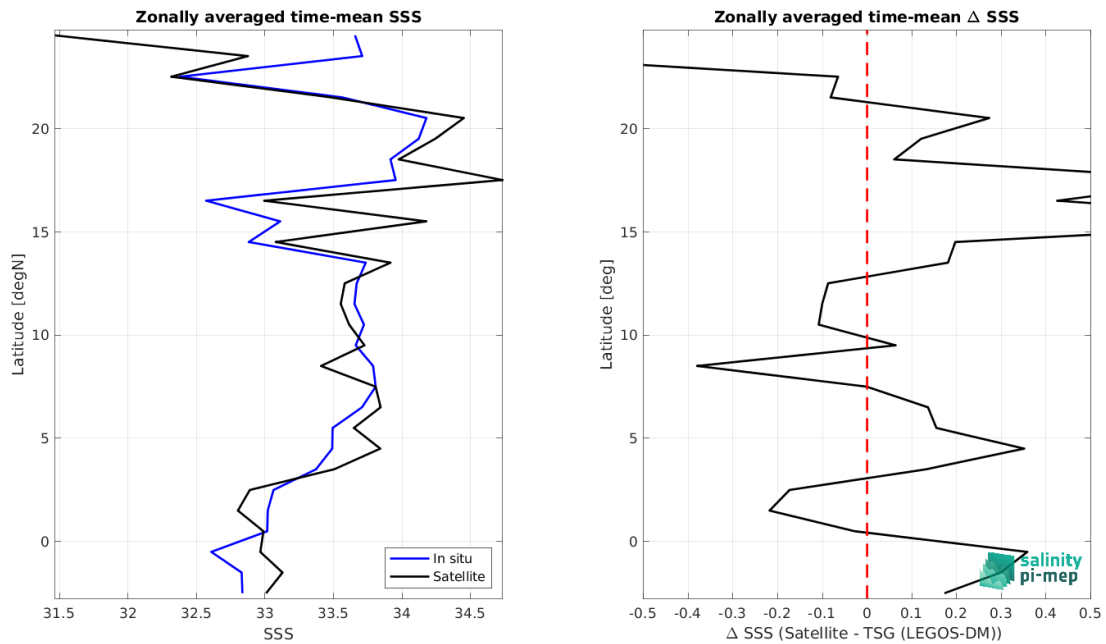 Zonally averaged time-mean SSS
20
15
10
5
0
Latitude [degN]
31.5 32 32.5 33 33.5 34 34.5
SSS
In situ
Satellite
Zonally averaged time-mean Δ SSS
20
15
10
5
0
Latitude [deg]
-0.5 -0.4 -0.3 -0.2 -0.1 0 0.1 0.2 0.3 0.4 0.5
Δ SSS (Satellite - TSG (LEGOS-DM))
salinity
pi-mep